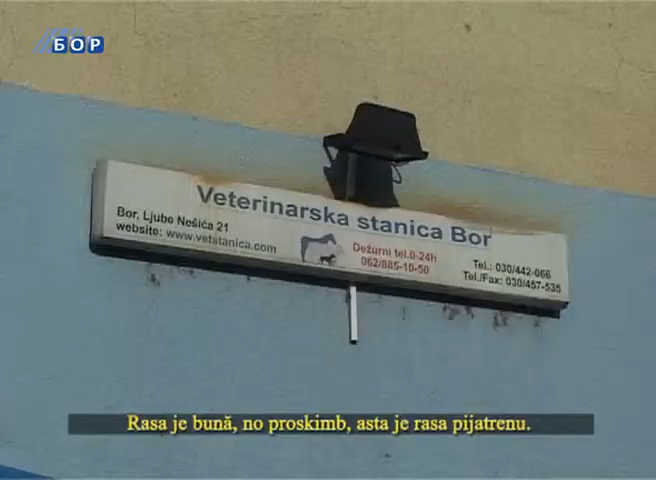 БОР
Veterinarska stanica Bor
Bor, Ljube Nešića 21
website: www.vetstanica.com
Dežurni tel.0-24h
062/885-10-50
Tel.: 030/442-066
Tel./Fax: 030/457-535
Rasa je bună, no proskimb, asta je rasa pijatrenu.